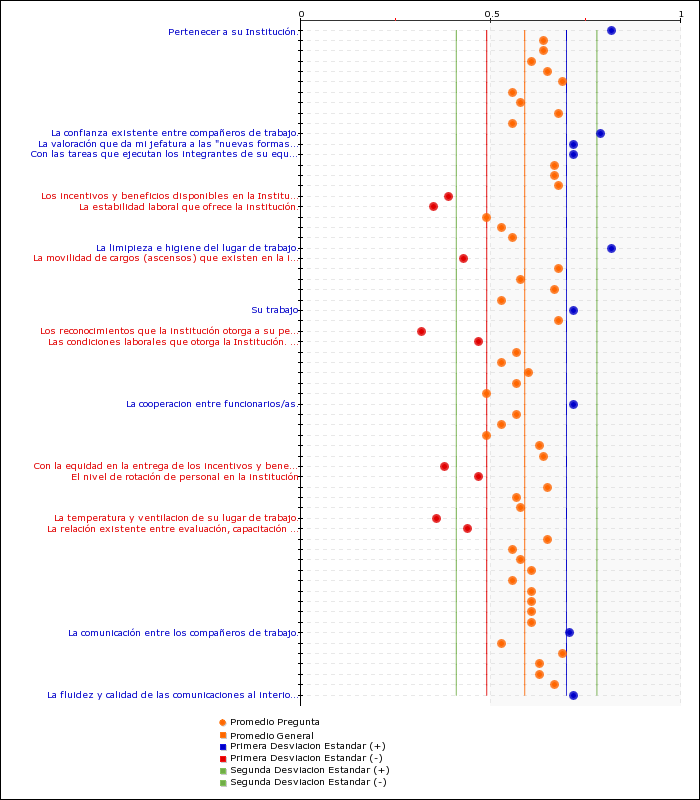 0 0.5 1
Pertenecer a su Institución.
La confianza existente entre compañeros de trabajo.
La valoración que da mi jefatura a las "nuevas formas...
Con las tareas que ejecutan los integrantes de su equ...
Los incentivos y beneficios disponibles en la Institu...
La estabilidad laboral que ofrece la institución.
La limipieza e higiene del lugar de trabajo.
La movilidad de cargos (ascensos) que existen en la i...
Su trabajo
Los reconocimientos que la institución otorga a su pe...
Las condiciones laborales que otorga la Institución. ...
La cooperacion entre funcionarios/as.
Con la equidad en la entrega de los incentivos y bene...
El nivel de rotación de personal en la institución
La temperatura y ventilacion de su lugar de trabajo.
La relación existente entre evaluación, capacitación ...
La comunicación entre los compañeros de trabajo.
La fluidez y calidad de las comunicaciones al interio...
Promedio Pregunta
Promedio General
Primera Desviacion Estandar (+)
Primera Desviacion Estandar (-)
Segunda Desviacion Estandar (+)
Segunda Desviacion Estandar (-)